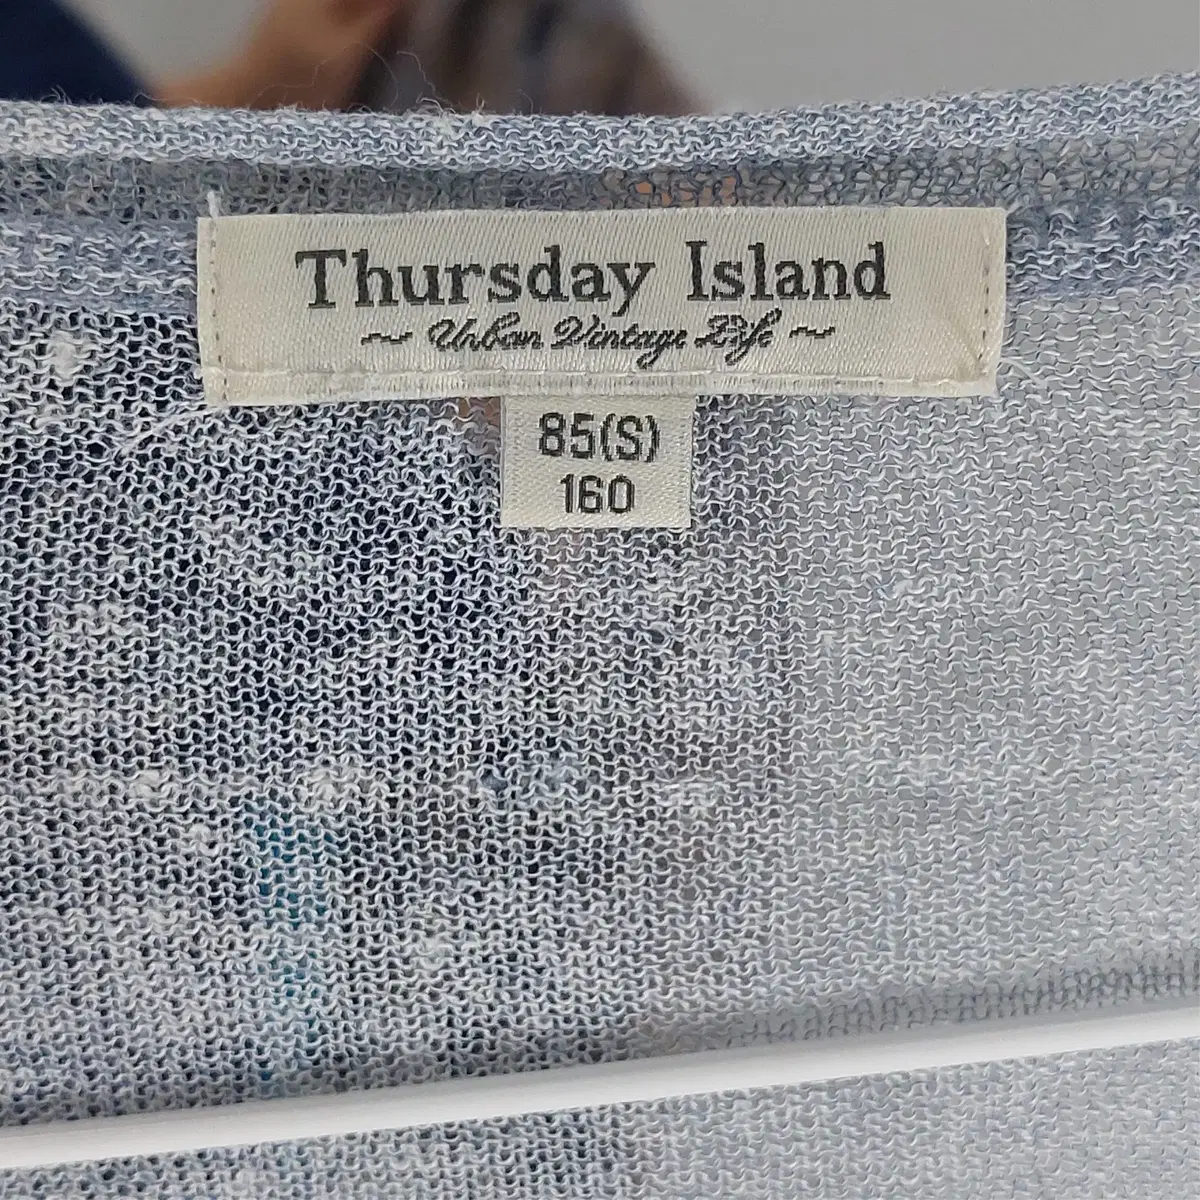 Thursday Island
~ Urban Vintage Life ~
85(S)
160